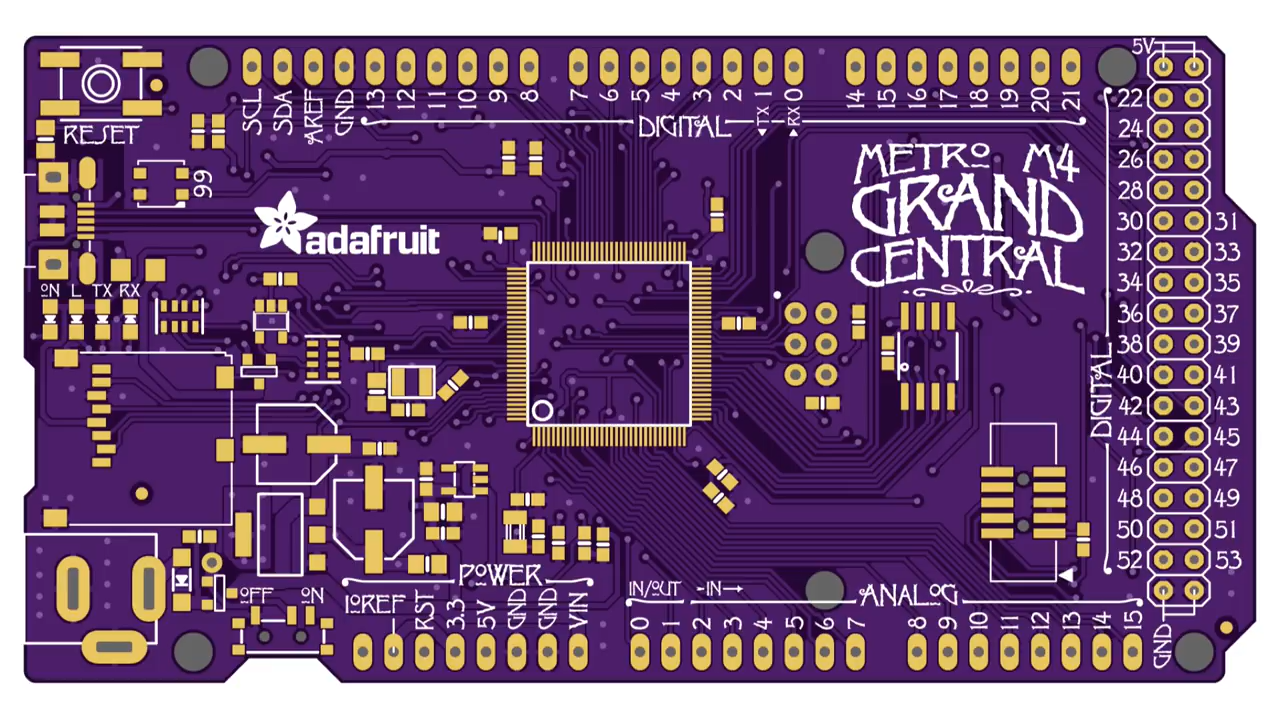 5V
SCL SDA AREF GND 13 12 11 10 9 8 7 6 5 4 3 2 TX 1 RX 0 14 15 16 17 18 19 20 21
DIGITAL
RESET
99
adafruit
METRO M4
GRAND
CENTRAL
22
24
26
28
30 31
32 33
34 35
36 37
38 39
40 41
42 43
44 45
46 47
48 49
50 51
52 53
DIGITAL
ON L TX RX
OFF ON
POWER
IOREF RST 3.3 5V GND GND VIN
IN/OUT -IN→
ANALOG
0 1 2 3 4 5 6 7 8 9 10 11 12 13 14 15
GND